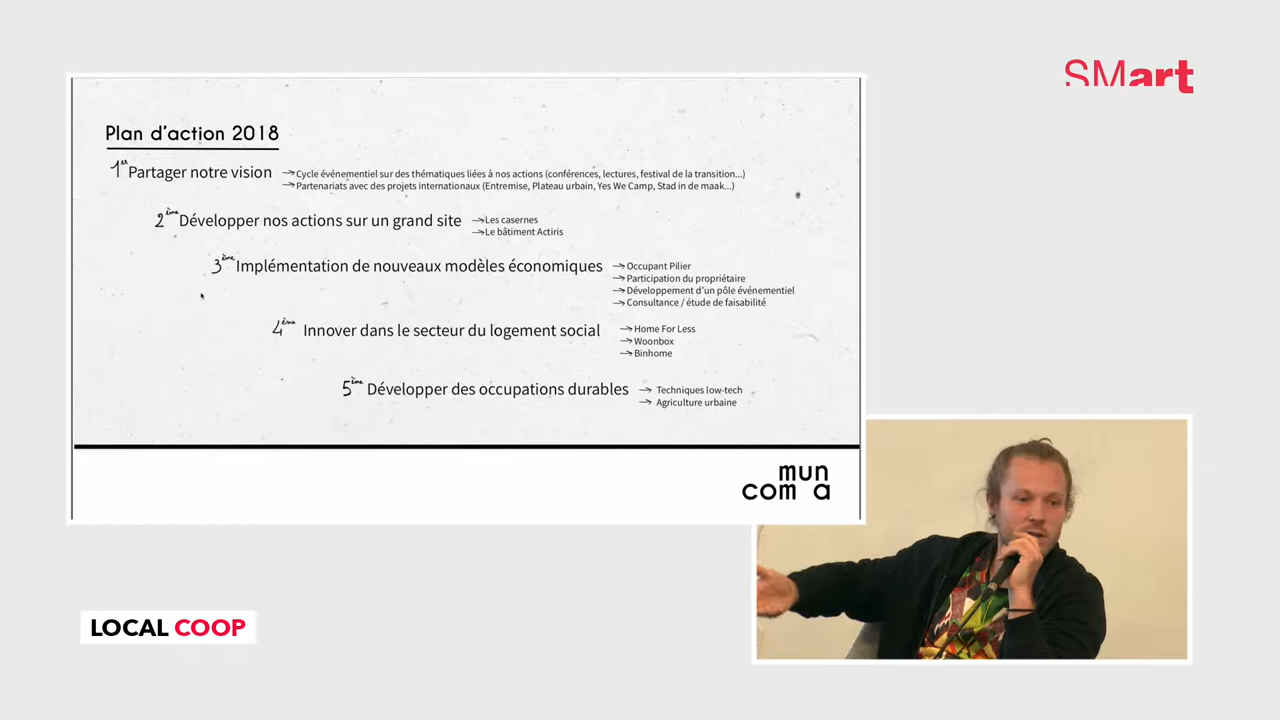 SMart
Plan d'action 2018
1er Partager notre vision
→ Cycle événementiel sur des thématiques liées à nos actions (conférences, lectures, festival de la transition...)
→ Partenariats avec des projets internationaux (Entremise, Plateau urbain, Yes We Camp, Stad in de maak...)
2ème Développer nos actions sur un grand site
→ Les casernes
→ Le bâtiment Actiris
3ème Implémentation de nouveaux modèles économiques
→ Occupant Pilier
→ Participation du propriétaire
→ Développement d'un pôle événementiel
→ Consultance / étude de faisabilité
4ème Innover dans le secteur du logement social
→ Home For Less
→ Woonbox
→ Binhome
5ème Développer des occupations durables
→ Techniques low-tech
→ Agriculture urbaine
mun
com a
LOCAL COOP